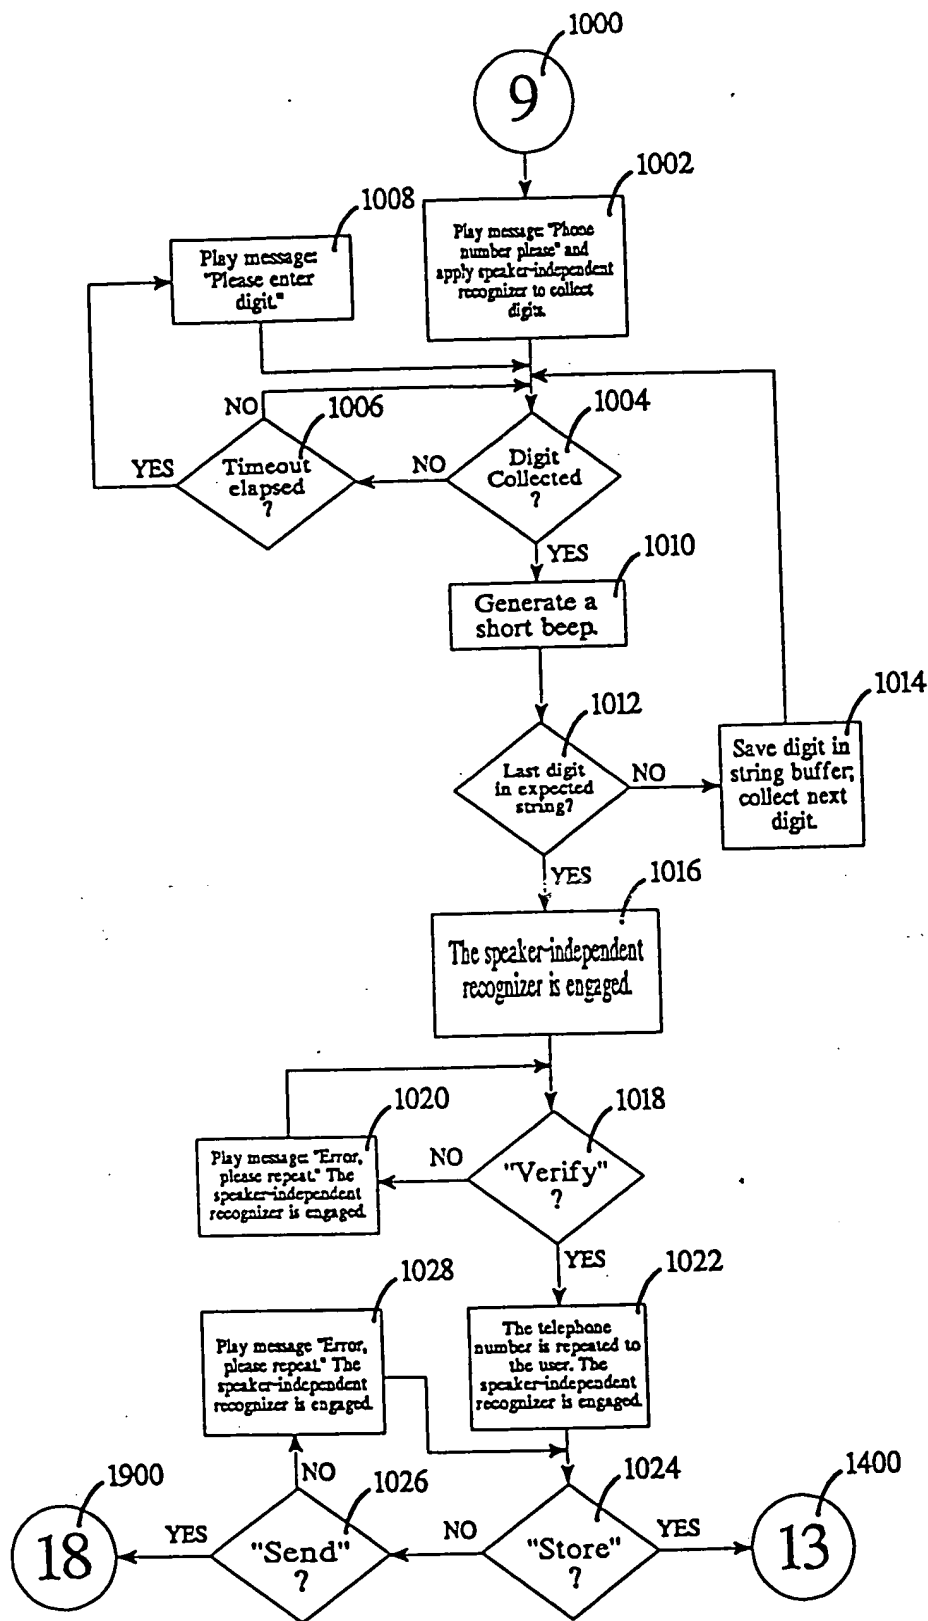 1000
9
1002
Play message: "Phone
number please" and
apply speaker-independent
recognizer to collect
digits.
1008
Play message:
"Please enter
digit."
NO
1006
1004
YES
Timeout
elapsed
?
NO
Digit
Collected
?
YES
1010
Generate a
short beep.
1012
1014
Last digit
in expected
string?
NO
Save digit in
string buffer;
collect next
digit.
YES
1016
The speaker-independent
recognizer is engaged.
1020
1018
Play message: "Error,
please repeat." The
speaker-independent
recognizer is engaged.
NO
"Verify"
?
YES
1028
1022
Play message "Error,
please repeat." The
speaker-independent
recognizer is engaged.
The telephone
number is repeated to
the user. The
speaker-independent
recognizer is engaged.
1900
NO
1026
1024
1400
18
YES
"Send"
?
NO
"Store"
?
YES
13